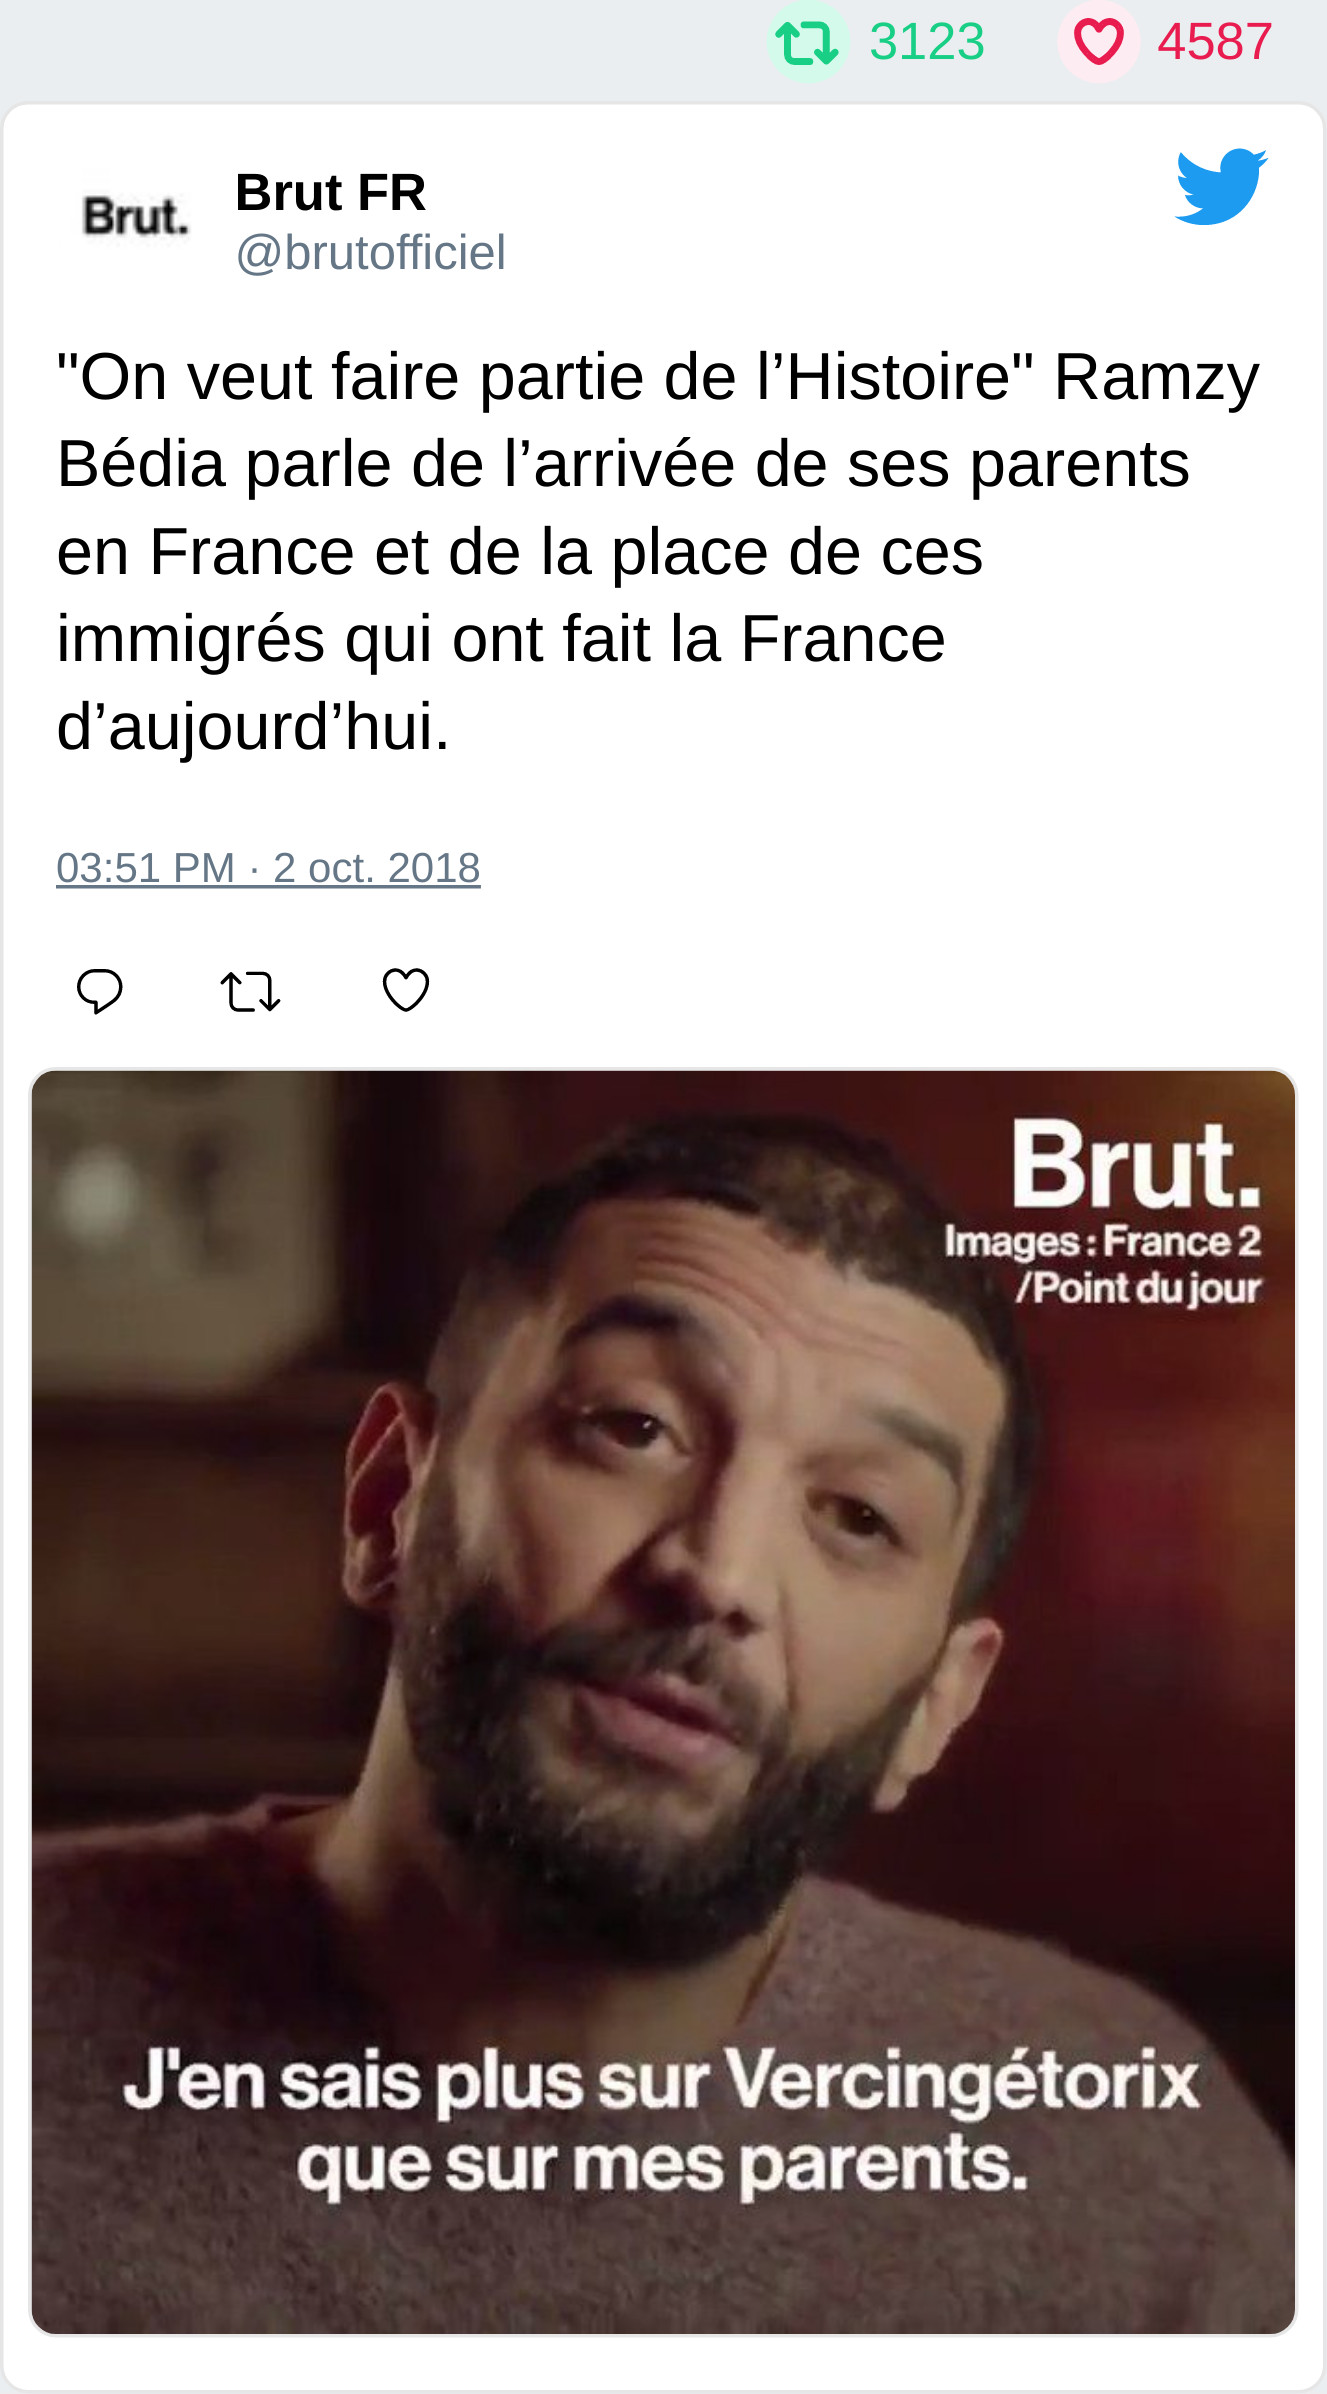 3123 4587
Brut.
Brut FR
@brutofficiel
"On veut faire partie de l’Histoire" Ramzy
Bédia parle de l’arrivée de ses parents
en France et de la place de ces
immigrés qui ont fait la France
d’aujourd’hui.
03:51 PM · 2 oct. 2018
Brut.
Images : France 2
/Point du jour
J'en sais plus sur Vercingétorix
que sur mes parents.